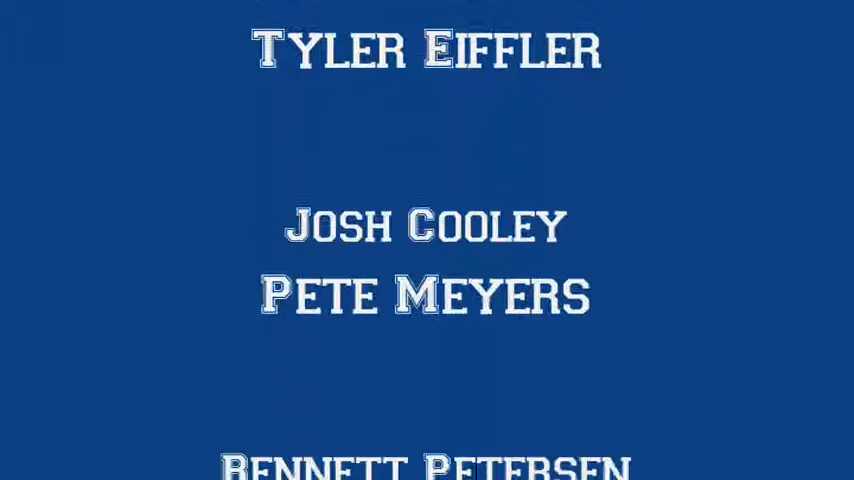 Tyler Eiffler
Josh Cooley
Pete Meyers
Bennett Petersen